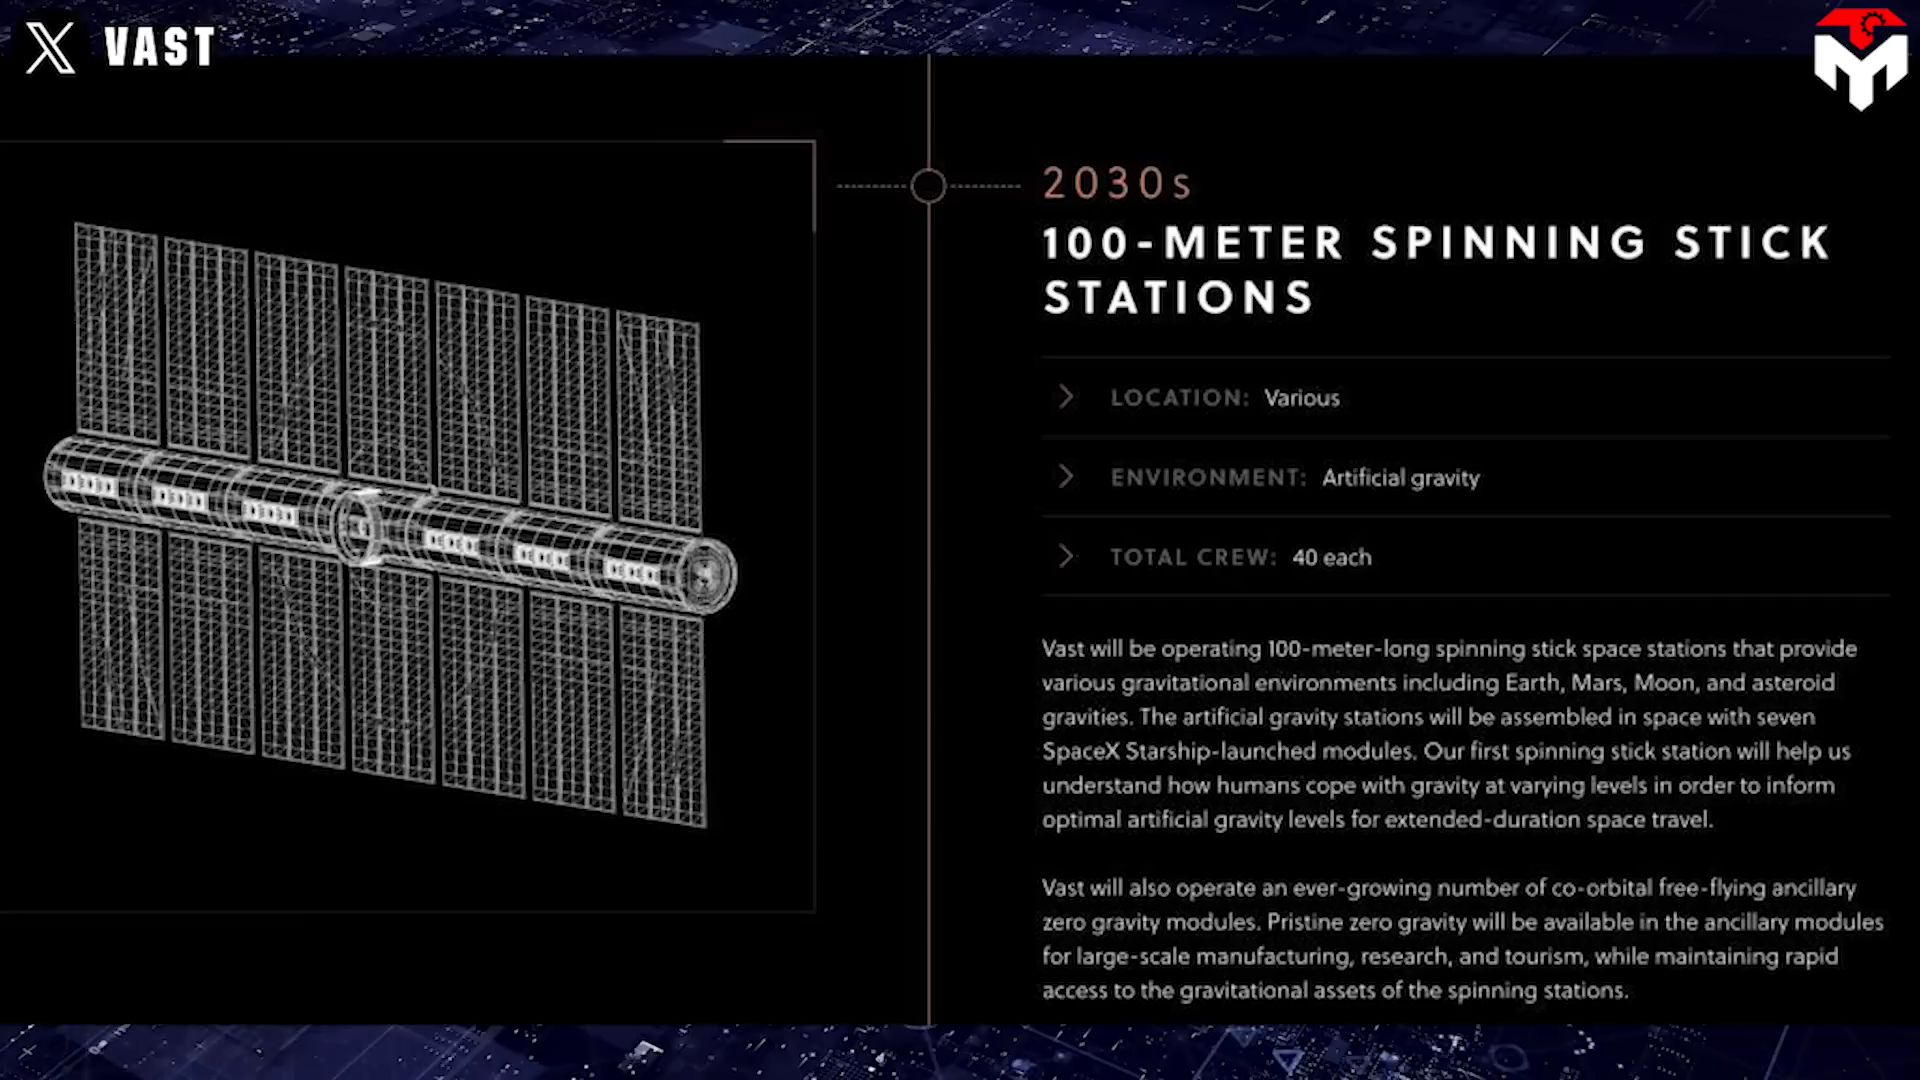 VAST
2030s
100-METER SPINNING STICK
STATIONS
LOCATION: Various
ENVIRONMENT: Artificial gravity
TOTAL CREW: 40 each
Vast will be operating 100-meter-long spinning stick space stations that provide
various gravitational environments including Earth, Mars, Moon, and asteroid
gravities. The artificial gravity stations will be assembled in space with seven
SpaceX Starship-launched modules. Our first spinning stick station will help us
understand how humans cope with gravity at varying levels in order to inform
optimal artificial gravity levels for extended-duration space travel.
Vast will also operate an ever-growing number of co-orbital free-flying ancillary
zero gravity modules. Pristine zero gravity will be available in the ancillary modules
for large-scale manufacturing, research, and tourism, while maintaining rapid
access to the gravitational assets of the spinning stations.